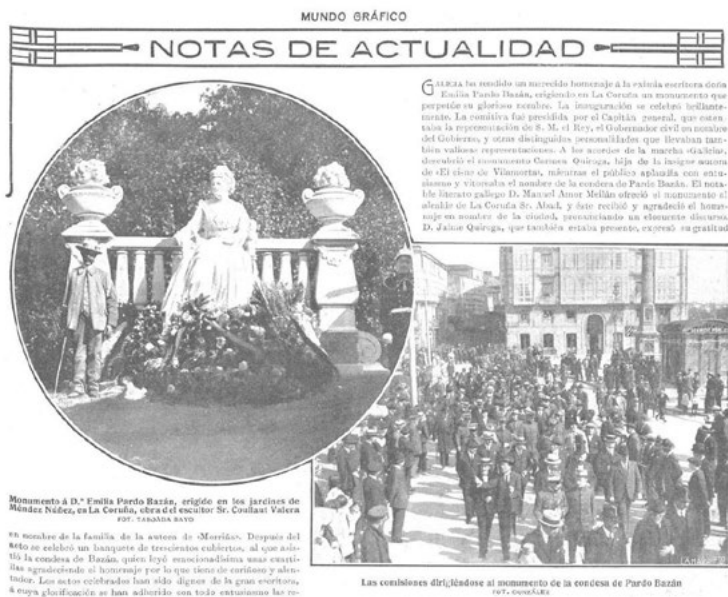 MUNDO GRÁFICO
NOTAS DE ACTUALIDAD
GALICIA ha rendido un merecido homenaje á la eximia escritora doña
Emilia Pardo Bazán, erigiendo en La Coruña un monumento que
perpetúe su glorioso nombre. La inauguración se celebró brillante-
mente. La comitiva fué presidida por el Capitán general, que osten-
taba la representación de S. M. el Rey, el Gobernador civil en nombre
del Gobierno, y otras distinguidas personalidades que llevaban tam-
bién valiosas representaciones. A los acordes de la marcha «Galicia»,
descubrió el monumento Carmen Quiroga, hija de la insigne autora
de «El cisne de Vilamorta», mientras el público aplaudía con entu-
siasmo y vitoreaba el nombre de la condesa de Pardo Bazán. El nota-
ble literato gallego D. Manuel Amor Meilán ofreció el monumento al
alcalde de La Coruña Sr. Abad, y éste recibió y agradeció el home-
naje en nombre de la ciudad, pronunciando un elocuente discurso
D. Jaime Quiroga, que también estaba presente, expresó su gratitud
Monumento á D.ª Emilia Pardo Bazán, erigido en los jardines de
Méndez Núñez, en La Coruña, obra del escultor Sr. Coullaut Valera
FOT.
en nombre de la familia de la autora de «Morriña». Después del
acto se celebró un banquete de trescientos cubiertos, al que asis-
tió la condesa de Bazán, quien leyó emocionadísima unas cuarti-
llas agradeciendo el homenaje por lo que tiene de cariñoso y alen-
tador. Los actos celebrados han sido dignos de la gran escritora,
á cuya glorificación se han adherido con todo entusiasmo las re-
Las comisiones dirigiéndose al monumento de la condesa de Pardo Bazán
FOT. GONZÁLEZ